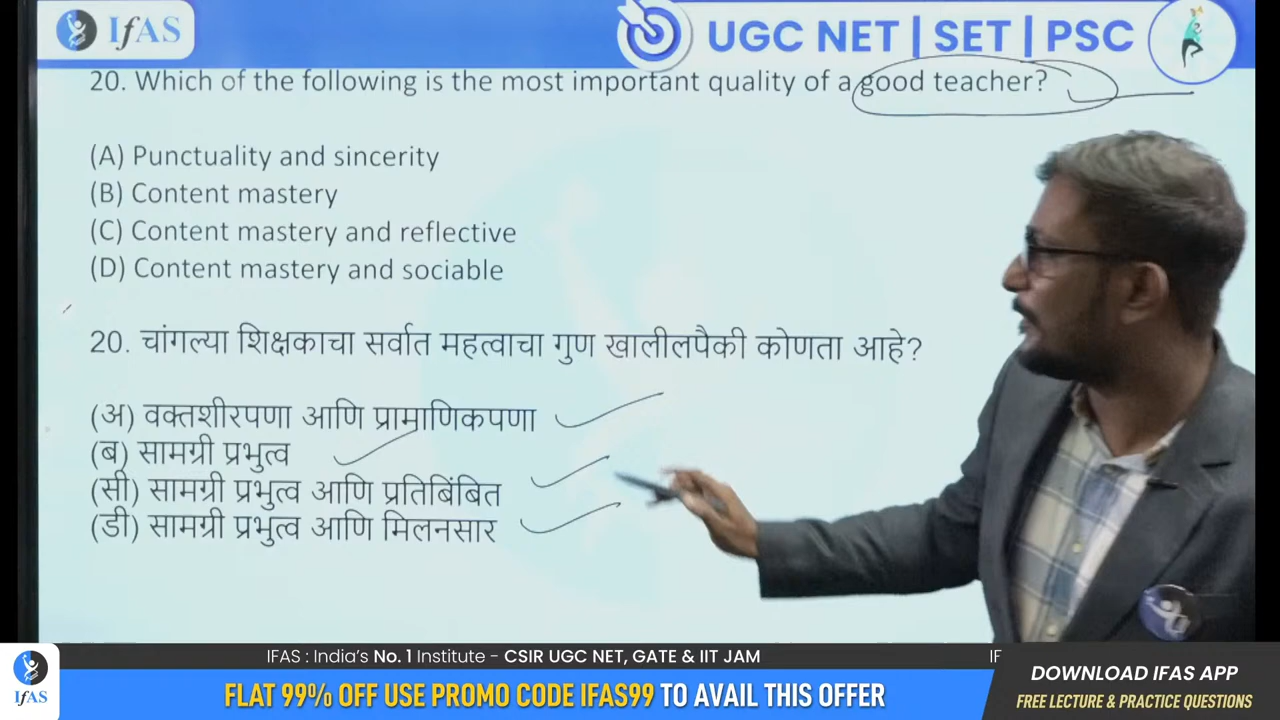 IfAS
UGC NET | SET | PSC
20. Which of the following is the most important quality of a good teacher?
(A) Punctuality and sincerity
(B) Content mastery
(C) Content mastery and reflective
(D) Content mastery and sociable
20. चांगल्या शिक्षकाचा सर्वात महत्वाचा गुण खालीलपैकी कोणता आहे?
(अ) वक्तशीरपणा आणि प्रामाणिकपणा
(ब) सामग्री प्रभुत्व
(सी) सामग्री प्रभुत्व आणि प्रतिबिंबित
(डी) सामग्री प्रभुत्व आणि मिलनसार
IFAS : India's No. 1 Institute - CSIR UGC NET, GATE & IIT JAM
IF
IfAS
FLAT 99% OFF USE PROMO CODE IFAS99 TO AVAIL THIS OFFER
DOWNLOAD IFAS APP
FREE LECTURE & PRACTICE QUESTIONS